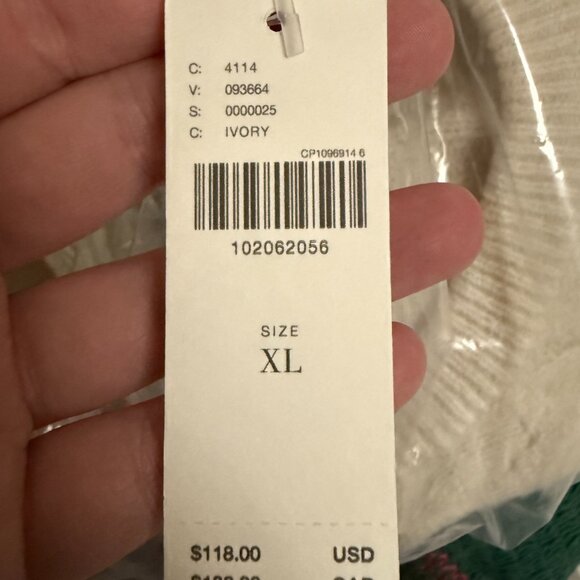 C: 4114
V: 093664
S: 0000025
C: IVORY
CP1096914 6
102062056
SIZE
XL
$118.00 USD